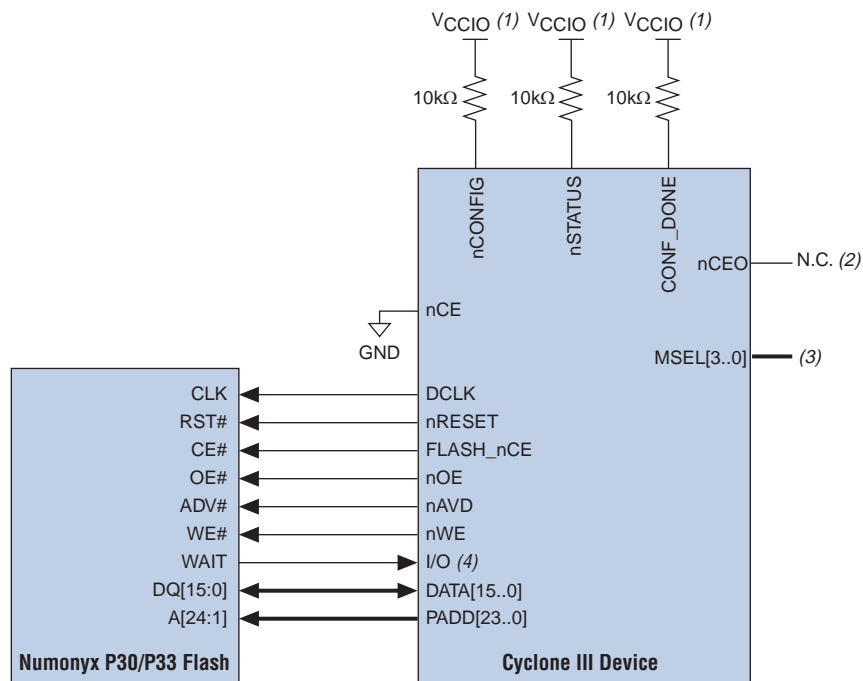 VCCIO (1) VCCIO (1) VCCIO (1)
10kΩ 10kΩ 10kΩ
nCONFIG
nSTATUS
CONF_DONE
nCEO N.C. (2)
nCE
GND
MSEL[3..0] (3)
CLK DCLK
RST# nRESET
CE# FLASH_nCE
OE# nOE
ADV# nAVD
WE# nWE
WAIT I/O (4)
DQ[15:0] DATA[15..0]
A[24:1] PADD[23..0]
Numonyx P30/P33 Flash Cyclone III Device